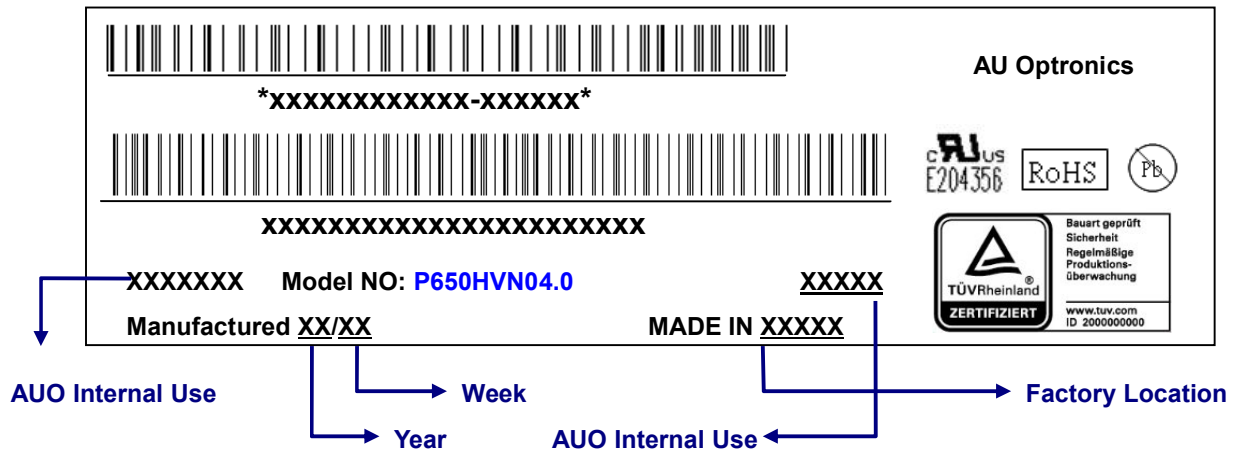 AU Optronics
*xxxxxxxxxxxx-xxxxxx*
c RU us
E204356
RoHS
Pb
xxxxxxxxxxxxxxxxxxxxxxx
Bauart geprüft
Sicherheit
Regelmäßige
Produktions-
überwachung
www.tuv.com
ID 2000000000
TÜVRheinland®
ZERTIFIZIERT
XXXXXXX Model NO: P650HVN04.0 XXXXX
Manufactured XX/XX MADE IN XXXXX
AUO Internal Use
Week
Factory Location
Year
AUO Internal Use